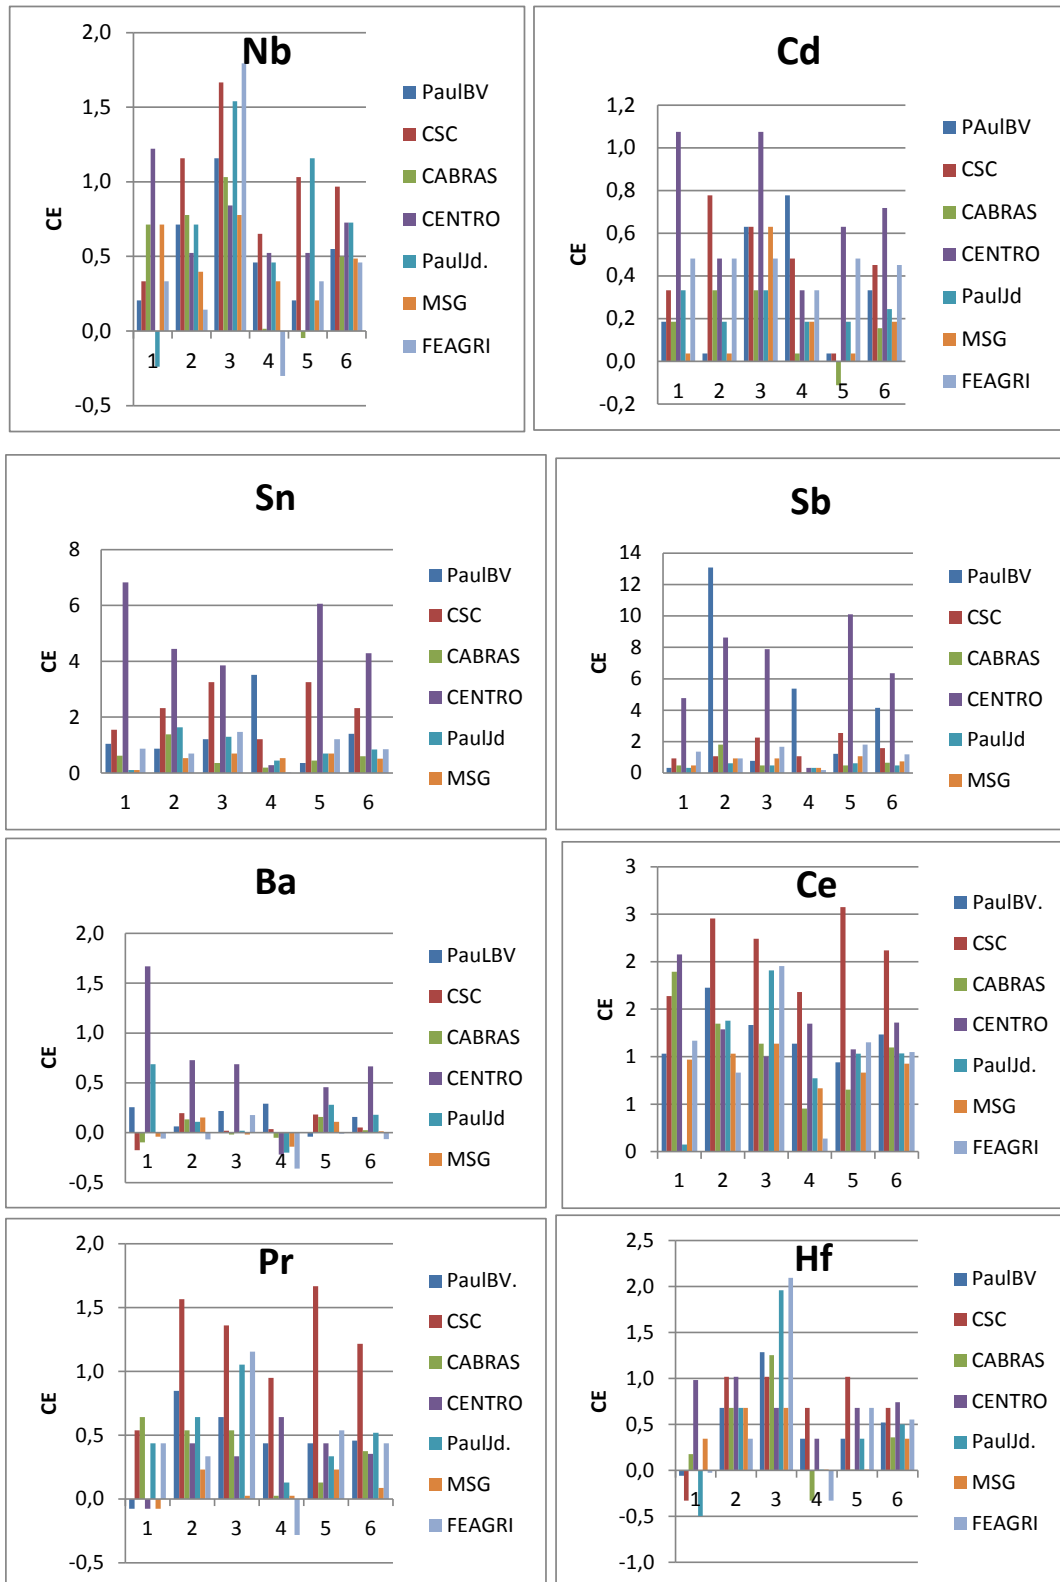 Nb
2,0
1,5
1,0
0,5
0,0
-0,5
CE
1 2 3 4 5 6
PaulBV
CSC
CABRAS
CENTRO
PaulJd.
MSG
FEAGRI
Cd
1,2
1,0
0,8
0,6
0,4
0,2
0,0
-0,2
CE
1 2 3 4 5 6
PAulBV
CSC
CABRAS
CENTRO
PaulJd
MSG
FEAGRI
Sn
8
6
4
2
0
CE
1 2 3 4 5 6
PaulBV
CSC
CABRAS
CENTRO
PaulJd
MSG
Sb
14
12
10
8
6
4
2
0
CE
1 2 3 4 5 6
PaulBV
CSC
CABRAS
CENTRO
PaulJd
MSG
Ba
2,0
1,5
1,0
0,5
0,0
-0,5
CE
1 2 3 4 5 6
PauLBV
CSC
CABRAS
CENTRO
PaulJd
MSG
Ce
3
3
2
2
1
1
0
CE
1 2 3 4 5 6
PaulBV.
CSC
CABRAS
CENTRO
PaulJd.
MSG
FEAGRI
Pr
2,0
1,5
1,0
0,5
0,0
-0,5
CE
1 2 3 4 5 6
PaulBV.
CSC
CABRAS
CENTRO
PaulJd.
MSG
FEAGRI
Hf
2,5
2,0
1,5
1,0
0,5
0,0
-0,5
-1,0
CE
1 2 3 4 5 6
PaulBV
CSC
CABRAS
CENTRO
PaulJd.
MSG
FEAGRI